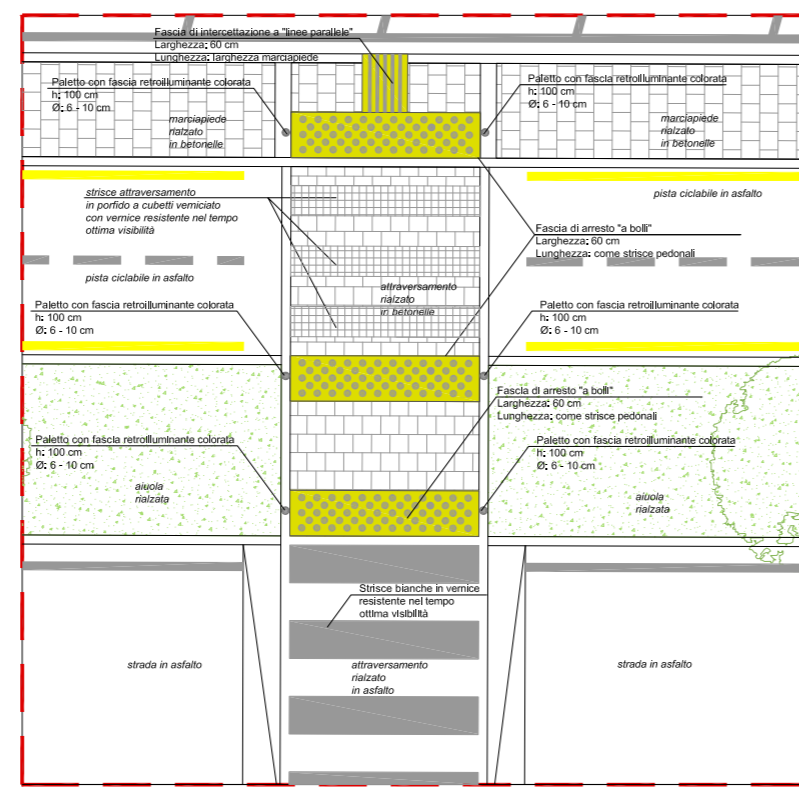 Fascia di intercettazione a "linee parallele"
Larghezza: 60 cm
Lunghezza: larghezza marciapiede
Paletto con fascia retroilluminante colorata
h: 100 cm
Ø: 6 - 10 cm
Paletto con fascia retroilluminante colorata
h: 100 cm
Ø: 6 - 10 cm
marciapiede
rialzato
in betonelle
marciapiede
rialzato
in betonelle
strisce attraversamento
in porfido a cubetti verniciato
con vernice resistente nel tempo
ottima visibilità
pista ciclabile in asfalto
Fascia di arresto "a bolli"
Larghezza: 60 cm
Lunghezza: come strisce pedonali
pista ciclabile in asfalto
attraversamento
rialzato
in betonelle
Paletto con fascia retroilluminante colorata
h: 100 cm
Ø: 6 - 10 cm
Paletto con fascia retroilluminante colorata
h: 100 cm
Ø: 6 - 10 cm
Fascia di arresto "a bolli"
Larghezza: 60 cm
Lunghezza: come strisce pedonali
Paletto con fascia retroilluminante colorata
h: 100 cm
Ø: 6 - 10 cm
Paletto con fascia retroilluminante colorata
h: 100 cm
Ø: 6 - 10 cm
aiuola
rialzata
aiuola
rialzata
Strisce bianche in vernice
resistente nel tempo
ottima visibilità
strada in asfalto
attraversamento
rialzato
in asfalto
strada in asfalto